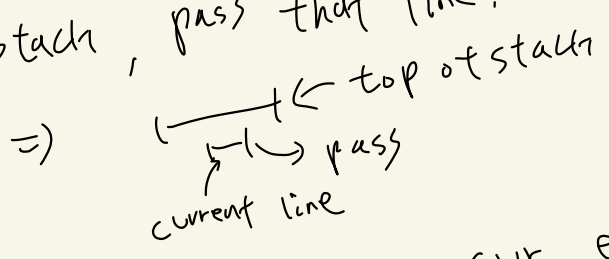 stack, pass that line.
← top of stack
⇒
→ pass
current line